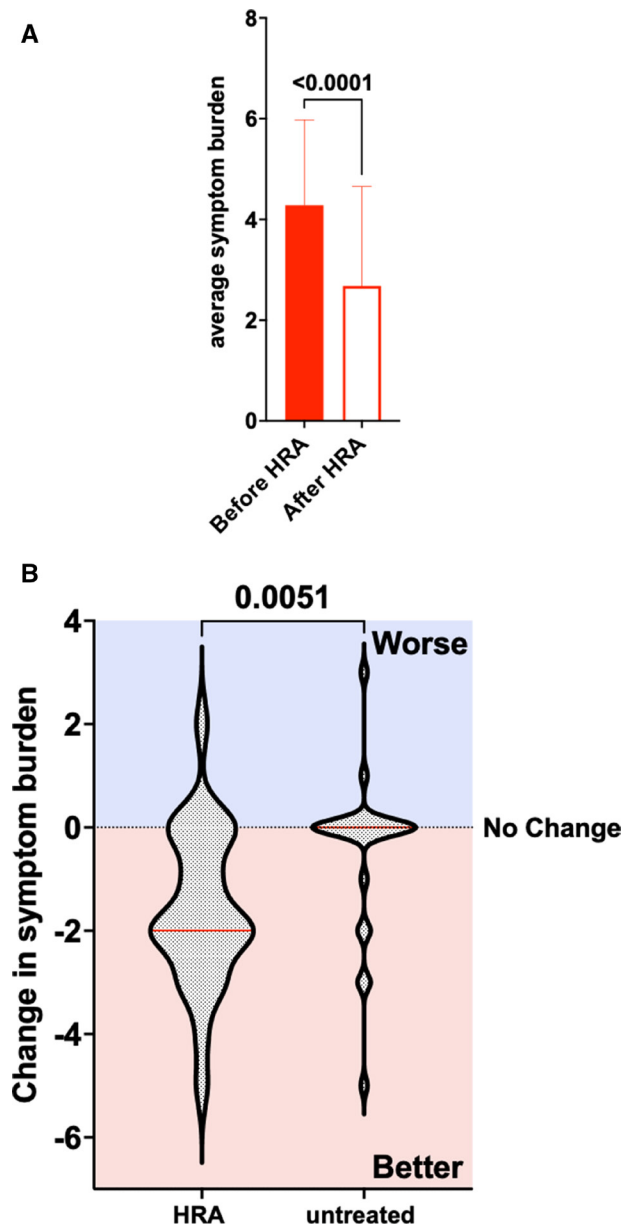 A
8
<0.0001
6
4
2
0
average symptom burden
Before HRA
After HRA
B
0.0051
4
Worse
2
0
No Change
-2
-4
-6
Better
Change in symptom burden
HRA
untreated